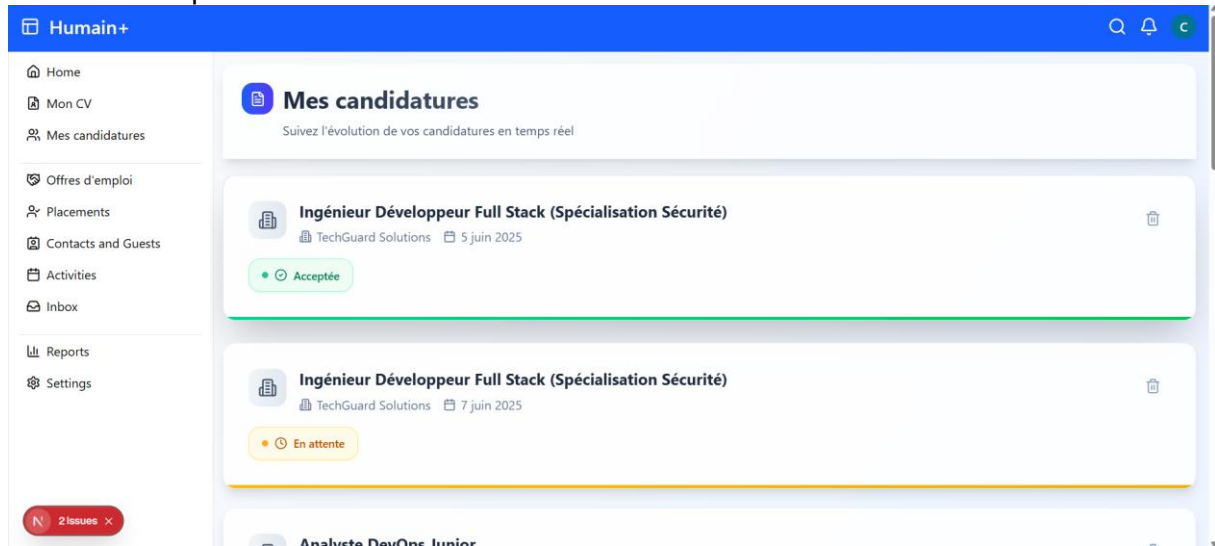 Humain+
C
Home
Mon CV
Mes candidatures
Offres d'emploi
Placements
Contacts and Guests
Activities
Inbox
Reports
Settings
N 2 Issues ×
Mes candidatures
Suivez l'évolution de vos candidatures en temps réel
Ingénieur Développeur Full Stack (Spécialisation Sécurité)
TechGuard Solutions 5 juin 2025
Acceptée
Ingénieur Développeur Full Stack (Spécialisation Sécurité)
TechGuard Solutions 7 juin 2025
En attente
Analyste DevOps Junior